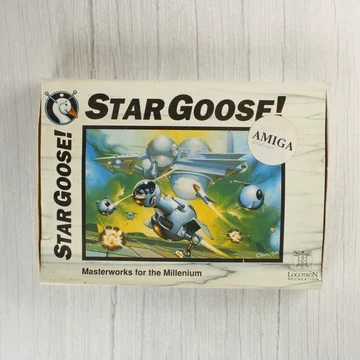 STAR GOOSE!
STAR GOOSE!
AMIGA
Masterworks for the Millenium
LOGOTRON